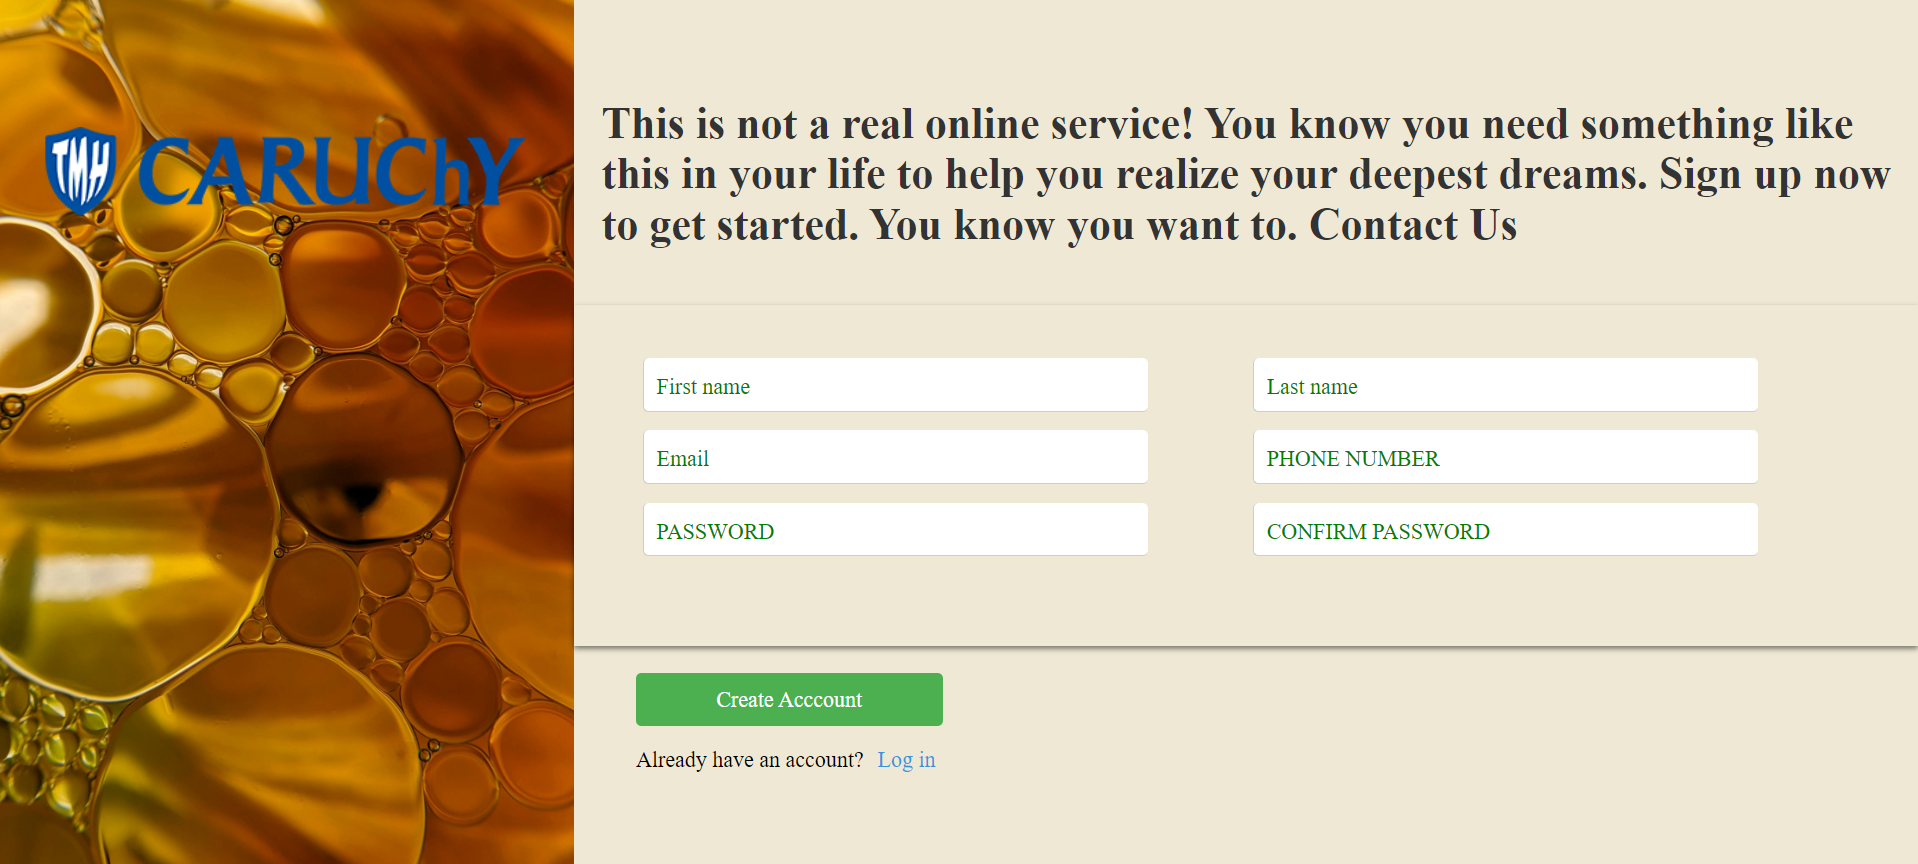 TMH CARUChY
This is not a real online service! You know you need something like
this in your life to help you realize your deepest dreams. Sign up now
to get started. You know you want to. Contact Us
First name
Last name
Email
PHONE NUMBER
PASSWORD
CONFIRM PASSWORD
Create Acccount
Already have an account? Log in